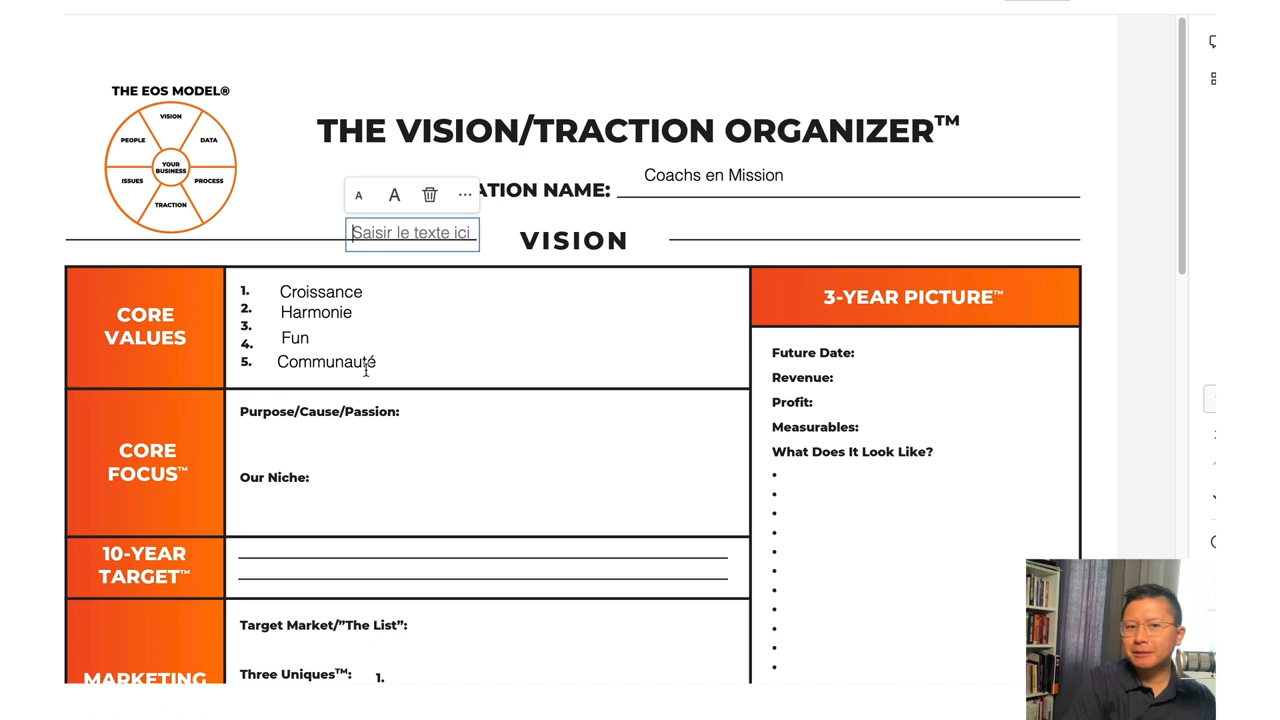 THE EOS MODEL®
VISION
PEOPLE
DATA
YOUR
BUSINESS
ISSUES
PROCESS
TRACTION
THE VISION/TRACTION ORGANIZER™
Coachs en Mission
ATION NAME:
A A ...
Saisir le texte ici
VISION
CORE
VALUES
1. Croissance
2. Harmonie
3.
4. Fun
5. Communauté
3-YEAR PICTURE™
Future Date:
Revenue:
Profit:
Measurables:
What Does It Look Like?
CORE
FOCUS™
Purpose/Cause/Passion:
Our Niche:
10-YEAR
TARGET™
MARKETING
Target Market/”The List”:
Three Uniques™: 1.